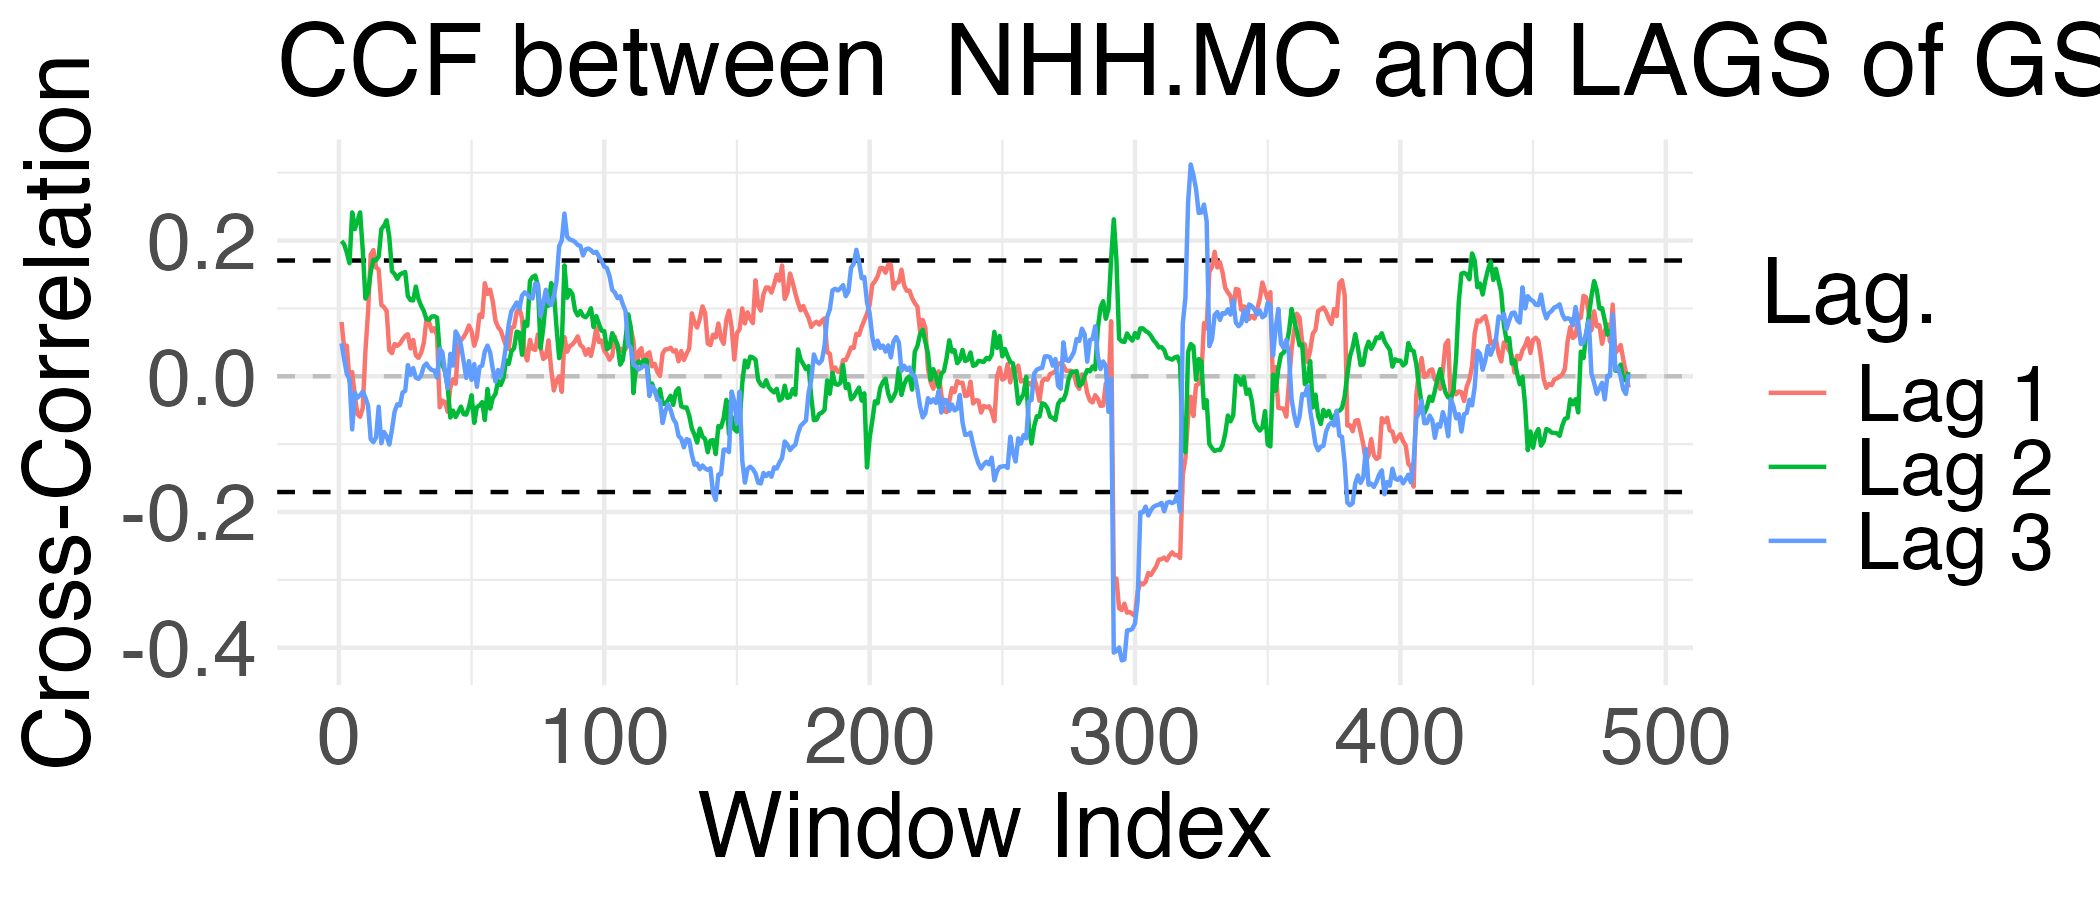 CCF between  NHH.MC and LAGS of GS
Cross-Correlation
0.2
0.0
-0.2
-0.4
0 100 200 300 400 500
Window Index
Lag.
Lag 1
Lag 2
Lag 3